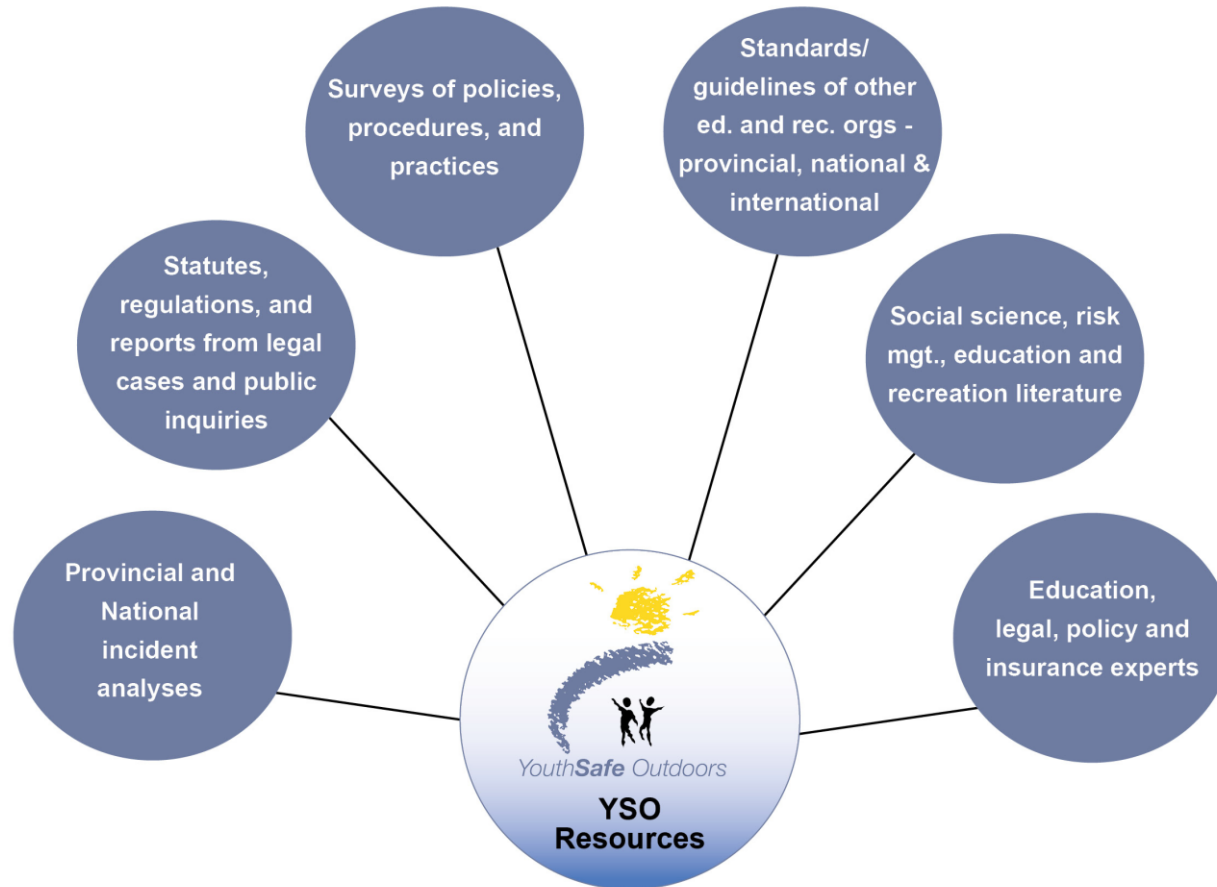 Surveys of policies,
procedures, and
practices
Standards/
guidelines of other
ed. and rec. orgs -
provincial, national &
international
Statutes,
regulations, and
reports from legal
cases and public
inquiries
Social science, risk
mgt., education and
recreation literature
Provincial and
National
incident
analyses
Education,
legal, policy and
insurance experts
YouthSafe Outdoors
YSO
Resources